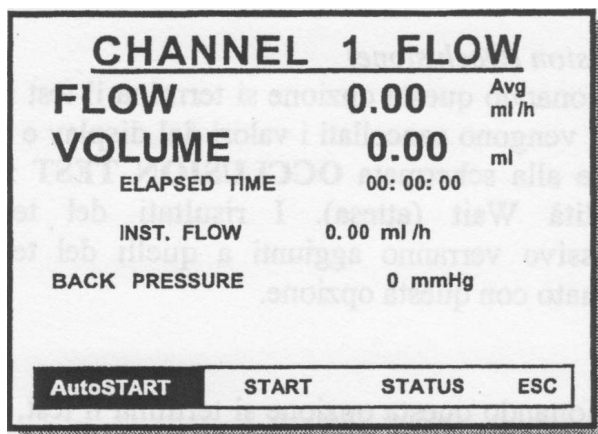 CHANNEL 1 FLOW
FLOW 0.00 Avg ml/h
VOLUME 0.00 ml
ELAPSED TIME 00: 00: 00
INST. FLOW 0. 00 ml /h
BACK PRESSURE 0 mmHg
AutoSTART START STATUS ESC